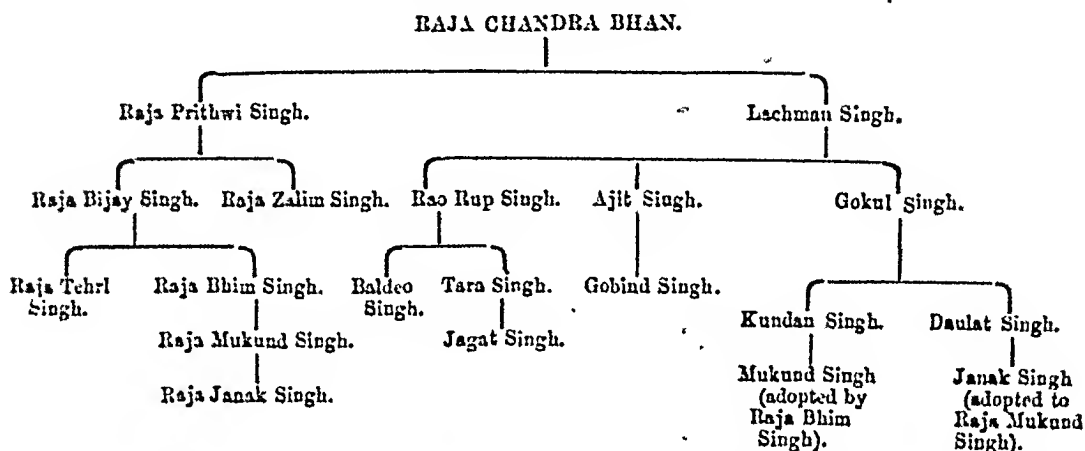 RAJA CHANDRA BHAN.
Raja Prithwi Singh. Lachman Singh.
Raja Bijay Singh. Raja Zalim Singh. Rao Rup Singh. Ajit Singh. Gokul Singh.
Raja Tehri Singh. Raja Bhim Singh. Baldeo Singh. Tara Singh. Gobind Singh.
Kundan Singh. Daulat Singh.
Raja Mukund Singh. Jagat Singh.
Raja Janak Singh.
Mukund Singh
(adopted by
Raja Bhim
Singh).
Janak Singh
(adopted to
Raja Mukund
Singh).